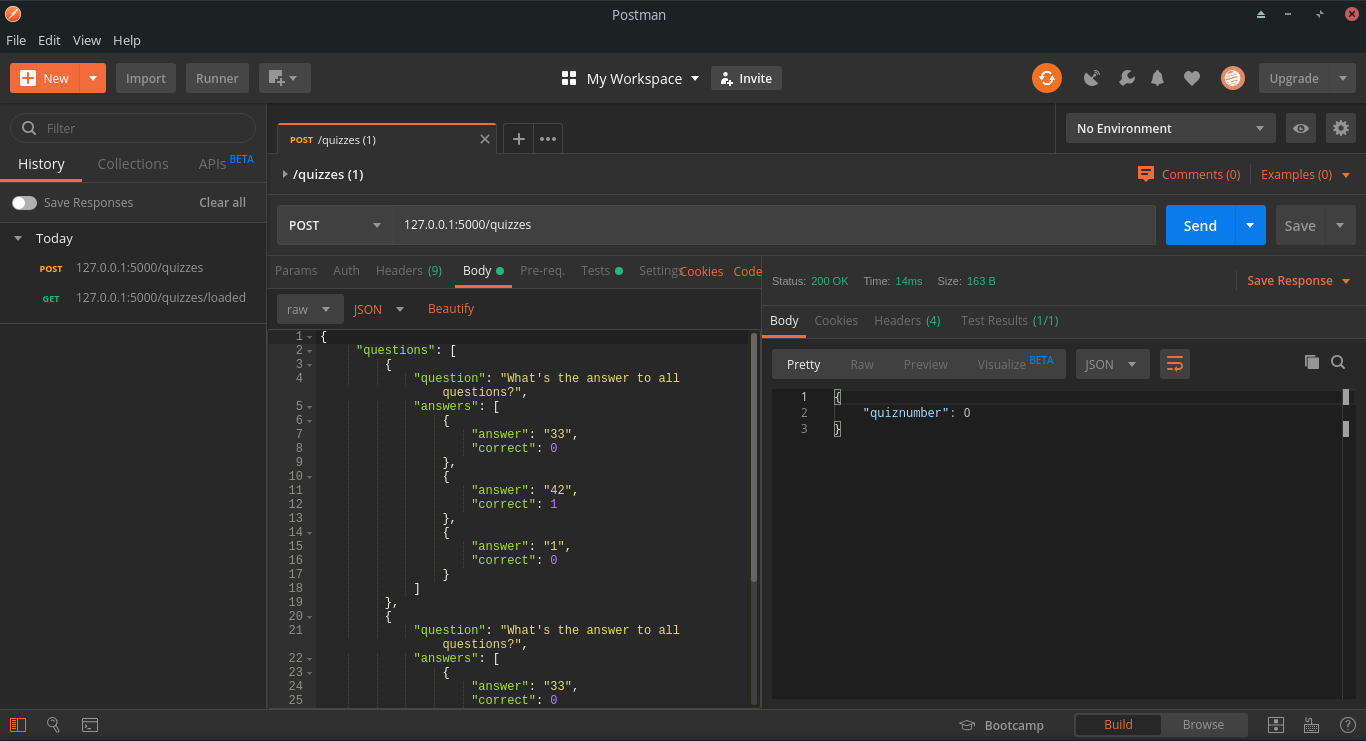 Postman
File Edit View Help
New Import Runner My Workspace Invite Upgrade
Filter
History Collections APIs BETA
Save Responses Clear all
Today
POST 127.0.0.1:5000/quizzes
GET 127.0.0.1:5000/quizzes/loaded
POST /quizzes (1)
No Environment
/quizzes (1)
Comments (0) Examples (0)
POST 127.0.0.1:5000/quizzes
Send Save
Params Auth Headers (9) Body Pre-req. Tests Settings Cookies Code
raw JSON Beautify
1 {
2 "questions": [
3 {
4 "question": "What's the answer to all
questions?",
5 "answers": [
6 {
7 "answer": "33",
8 "correct": 0
9 },
10 {
11 "answer": "42",
12 "correct": 1
13 },
14 {
15 "answer": "1",
16 "correct": 0
17 }
18 ]
19 },
20 {
21 "question": "What's the answer to all
questions?",
22 "answers": [
23 {
24 "answer": "33",
25 "correct": 0
Status: 200 OK Time: 14ms Size: 163 B Save Response
Body Cookies Headers (4) Test Results (1/1)
Pretty Raw Preview Visualize BETA JSON
1 {
2 "quiznumber": 0
3 }
Bootcamp Build Browse